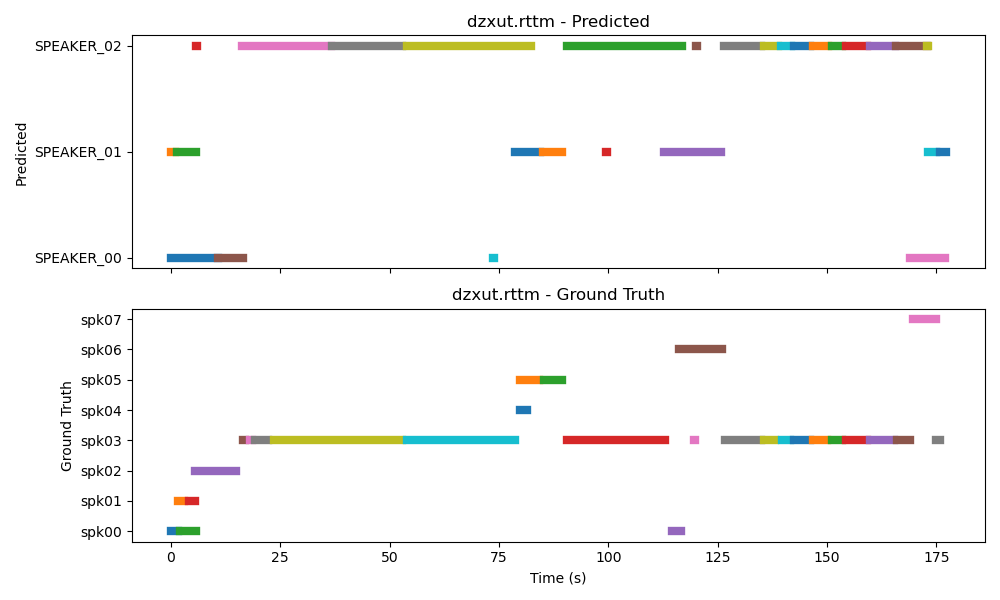 dzxut.rttm - Predicted
SPEAKER_02
SPEAKER_01
SPEAKER_00
Predicted
dzxut.rttm - Ground Truth
spk07
spk06
spk05
spk04
spk03
spk02
spk01
spk00
Ground Truth
0 25 50 75 100 125 150 175
Time (s)